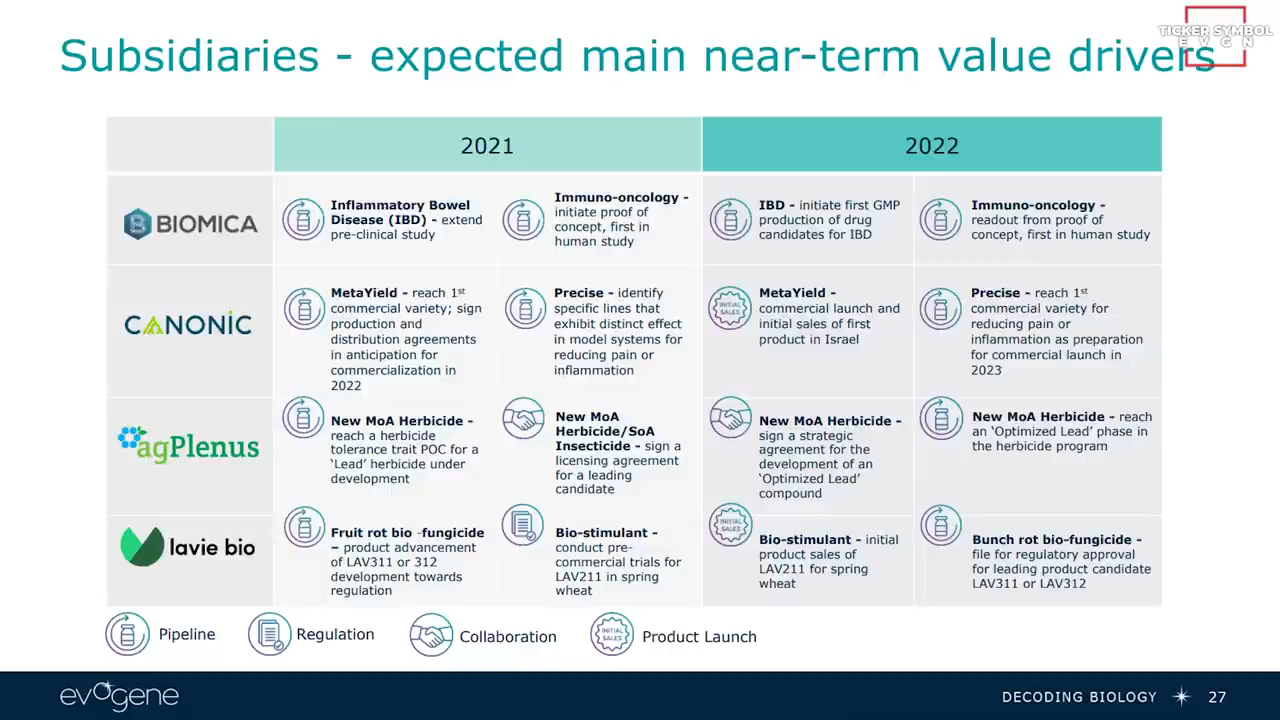 Subsidiaries - expected main near-term value drivers
TICKER SYMBOL
EVGN
2021
2022
BIOMICA
Inflammatory Bowel
Disease (IBD) - extend
pre-clinical study
Immuno-oncology -
initiate proof of
concept, first in
human study
IBD - initiate first GMP
production of drug
candidates for IBD
Immuno-oncology -
readout from proof of
concept, first in human study
CANONIC
MetaYield - reach 1st
commercial variety; sign
production and
distribution agreements
in anticipation for
commercialization in
2022
Precise - identify
specific lines that
exhibit distinct effect
in model systems for
reducing pain or
inflammation
INITIAL
SALES
MetaYield -
commercial launch and
initial sales of first
product in Israel
Precise - reach 1st
commercial variety for
reducing pain or
inflammation as preparation
for commercial launch in
2023
agPlenus
New MoA Herbicide -
reach a herbicide
tolerance trait POC for a
‘Lead’ herbicide under
development
New MoA
Herbicide/SoA
Insecticide - sign a
licensing agreement
for a leading
candidate
New MoA Herbicide -
sign a strategic
agreement for the
development of an
‘Optimized Lead’
compound
New MoA Herbicide - reach
an ‘Optimized Lead’ phase in
the herbicide program
lavie bio
Fruit rot bio -fungicide
– product advancement
of LAV311 or 312
development towards
regulation
Bio-stimulant -
conduct pre-
commercial trials for
LAV211 in spring
wheat
INITIAL
SALES
Bio-stimulant - initial
product sales of
LAV211 for spring
wheat
Bunch rot bio-fungicide -
file for regulatory approval
for leading product candidate
LAV311 or LAV312
Pipeline
Regulation
Collaboration
INITIAL
SALES
Product Launch
evogene
DECODING BIOLOGY
27